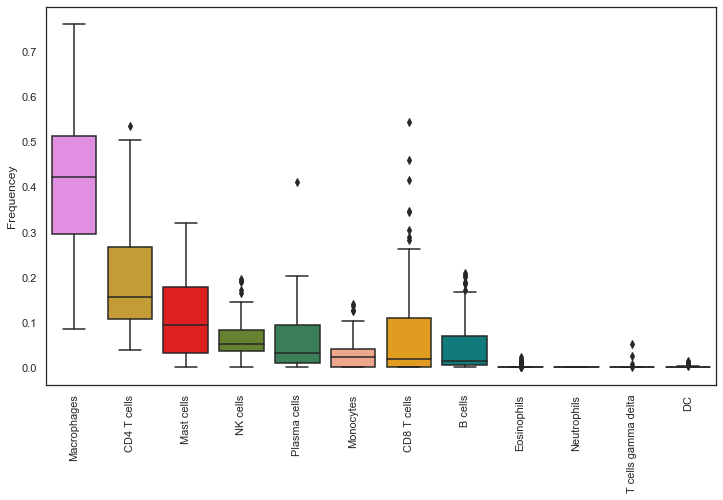 Frequencey
0.7
0.6
0.5
0.4
0.3
0.2
0.1
0.0
Macrophages
CD4 T cells
Mast cells
NK cells
Plasma cells
Monocytes
CD8 T cells
B cells
Eosinophils
Neutrophils
T cells gamma delta
DC